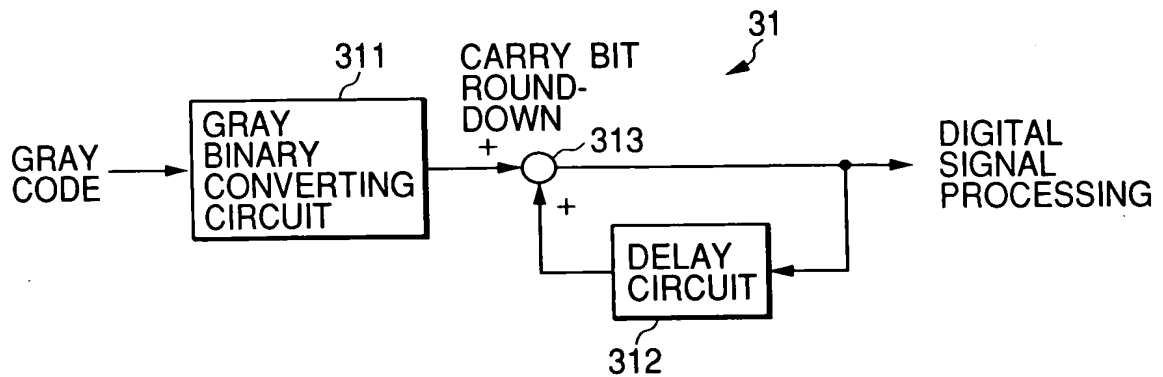 31
311
CARRY BIT
ROUND-
DOWN
GRAY
BINARY
CONVERTING
CIRCUIT
GRAY
CODE
+
313
DIGITAL
SIGNAL
PROCESSING
+
DELAY
CIRCUIT
312